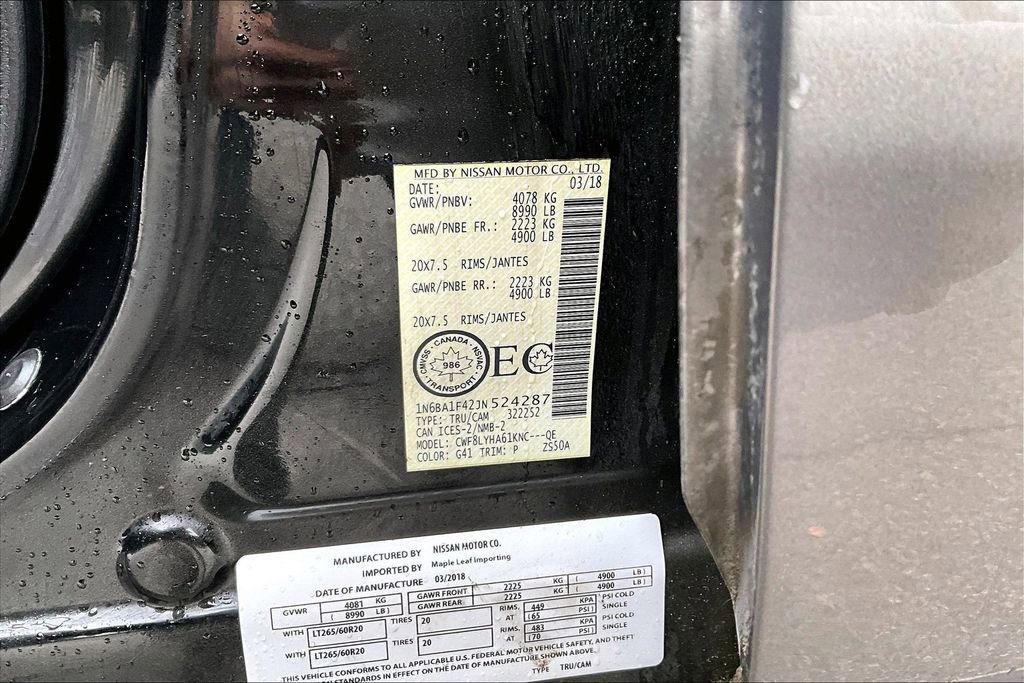 MFD BY NISSAN MOTOR CO., LTD.
DATE: 03/18
GVWR/PNBV: 4078 KG
8990 LB
GAWR/PNBE FR.: 2223 KG
4900 LB
20X7.5 RIMS/JANTES
GAWR/PNBE RR.: 2223 KG
4900 LB
20X7.5 RIMS/JANTES
CMVSS · CANADA · NSVAC · TRANSPORT ·
986
EC
1N6BA1F42JN524287
TYPE: TRU/CAM 322252
CAN ICES-2/NMB-2
MODEL: CWF8LYHA61KNC---QE
COLOR: G41 TRIM: P ZS50A
MANUFACTURED BY NISSAN MOTOR CO.
IMPORTED BY Maple Leaf Importing
DATE OF MANUFACTURE 03/2018
GVWR 4081 KG GAWR FRONT 2225 KG ( 4900 LB )
( 8990 LB ) GAWR REAR 2225 KG ( 4900 LB )
WITH LT265/60R20 TIRES 20 RIMS, AT 449 KPA ( 65 PSI ) PSI COLD SINGLE
WITH LT265/60R20 TIRES 20 RIMS, AT 483 KPA ( 70 PSI ) PSI COLD SINGLE
THIS VEHICLE CONFORMS TO ALL APPLICABLE U.S. FEDERAL MOTOR VEHICLE SAFETY, AND THEFT
STANDARDS IN EFFECT ON THE DATE OF MANUFACTURE SHOWN ABOVE.
TYPE TRU/CAM